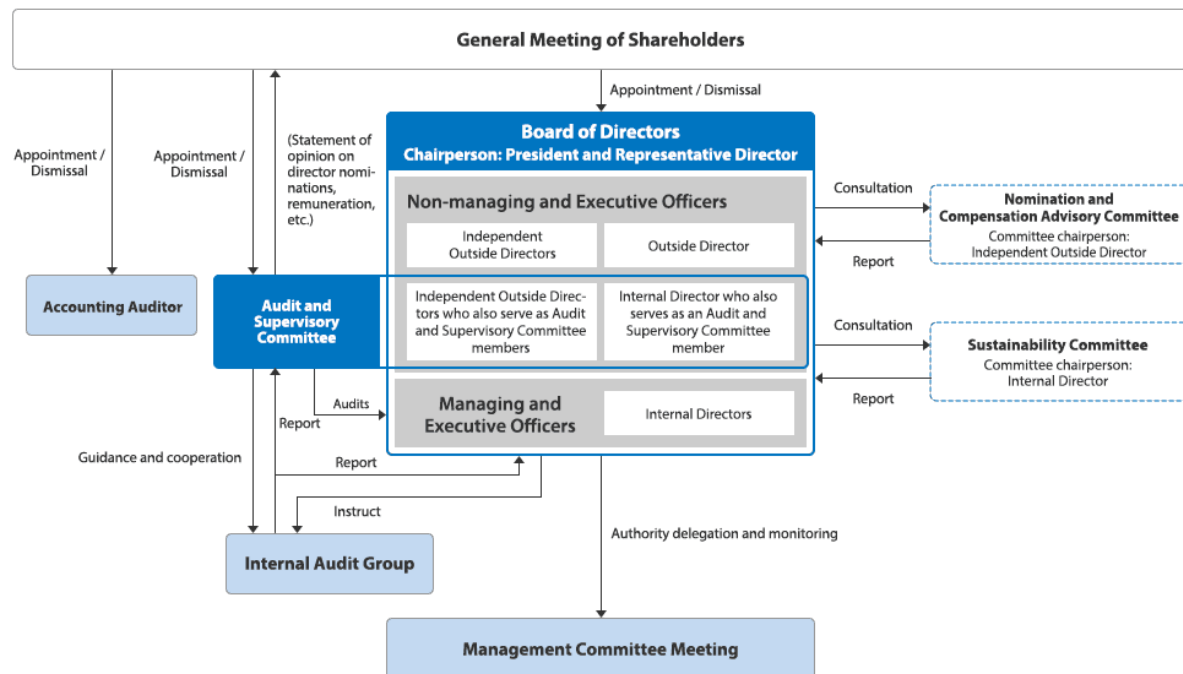 General Meeting of Shareholders
Appointment / Dismissal
Appointment /
Dismissal
Appointment /
Dismissal
(Statement of
opinion on
director nomi-
nations,
remuneration,
etc.)
Board of Directors
Chairperson: President and Representative Director
Non-managing and Executive Officers
Independent
Outside Directors
Outside Director
Consultation
Report
Nomination and
Compensation Advisory Committee
Committee chairperson:
Independent Outside Director
Accounting Auditor
Audit and
Supervisory
Committee
Independent Outside Direc-
tors who also serve as Audit
and Supervisory Committee
members
Internal Director who also
serves as an Audit and
Supervisory Committee
member
Consultation
Report
Sustainability Committee
Committee chairperson:
Internal Director
Managing and
Executive Officers
Internal Directors
Audits
Report
Guidance and cooperation
Report
Instruct
Internal Audit Group
Authority delegation and monitoring
Management Committee Meeting